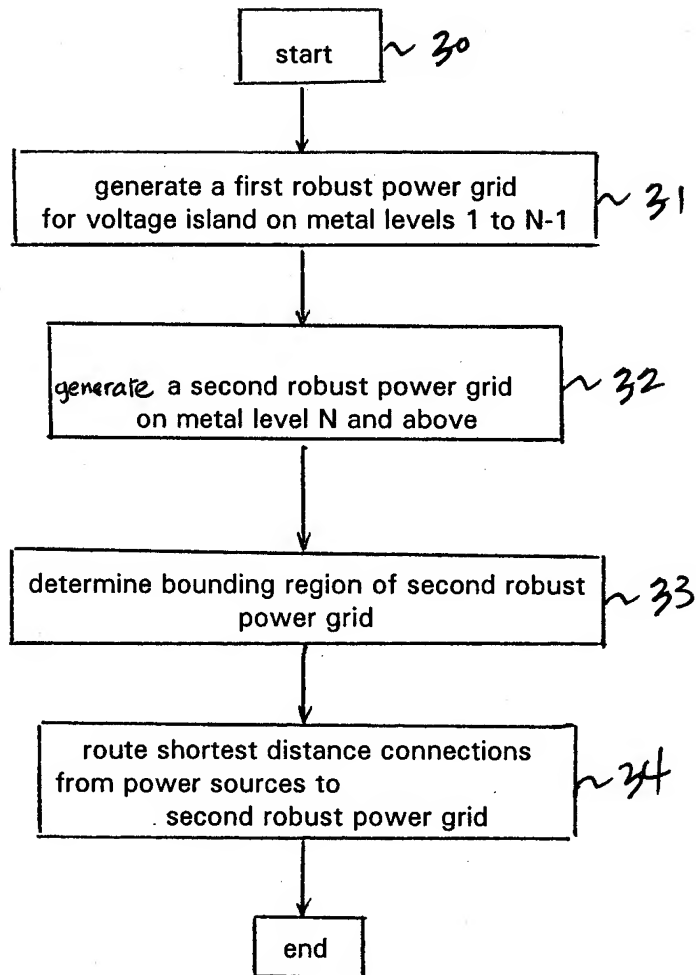 start ~ 30
generate a first robust power grid
for voltage island on metal levels 1 to N-1 ~ 31
generate a second robust power grid ~ 32
on metal level N and above
determine bounding region of second robust ~ 33
power grid
route shortest distance connections
from power sources to ~ 34
second robust power grid
end